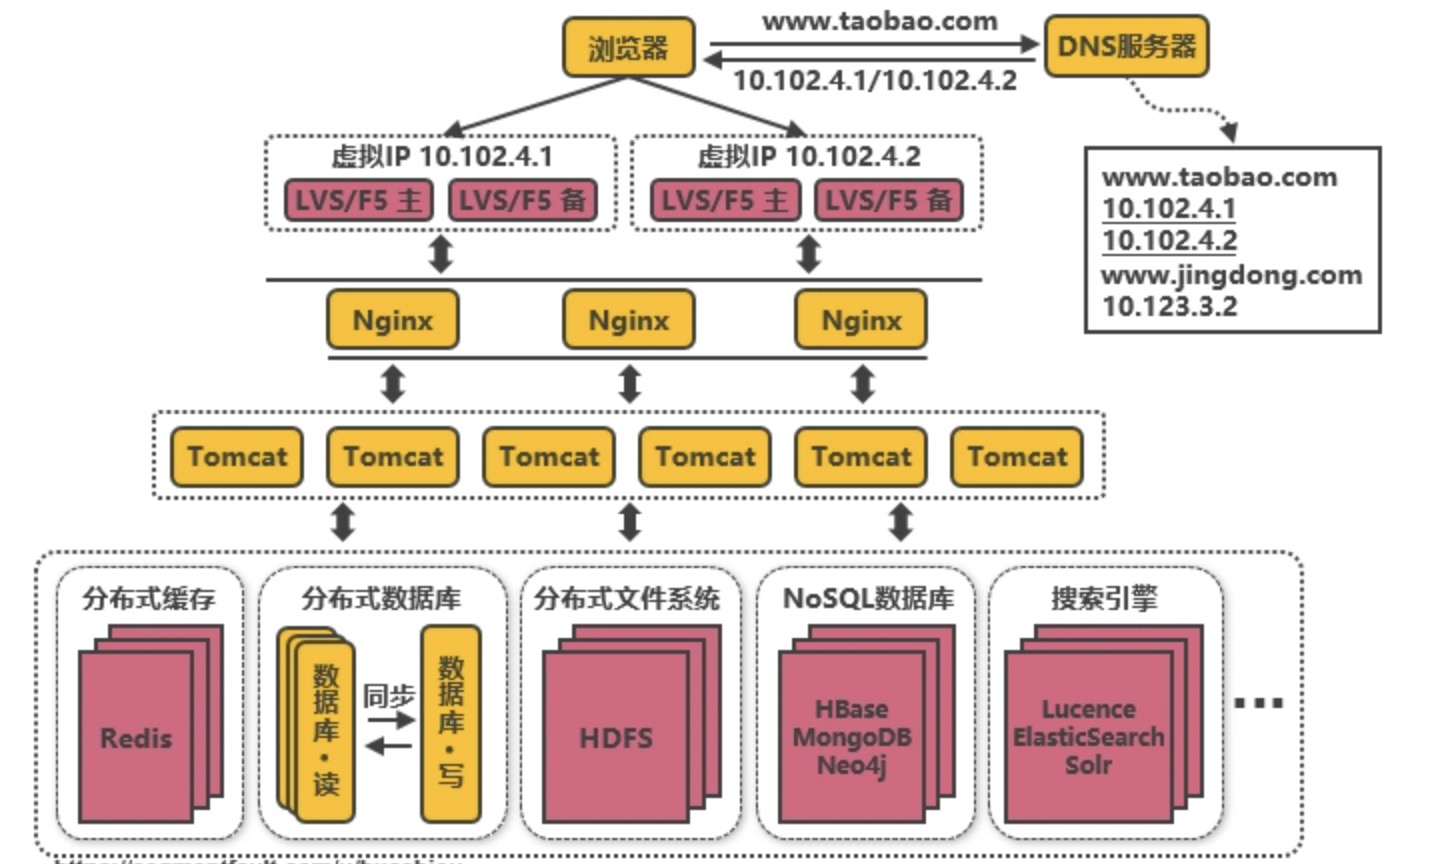 www.taobao.com
浏览器
DNS服务器
10.102.4.1/10.102.4.2
虚拟IP 10.102.4.1
LVS/F5 主
LVS/F5 备
虚拟IP 10.102.4.2
LVS/F5 主
LVS/F5 备
www.taobao.com
10.102.4.1
10.102.4.2
www.jingdong.com
10.123.3.2
Nginx
Nginx
Nginx
Tomcat
Tomcat
Tomcat
Tomcat
Tomcat
Tomcat
分布式缓存
Redis
分布式数据库
数据库·读
同步
数据库·写
分布式文件系统
HDFS
NoSQL数据库
HBase
MongoDB
Neo4j
搜索引擎
Lucence
ElasticSearch
Solr
...